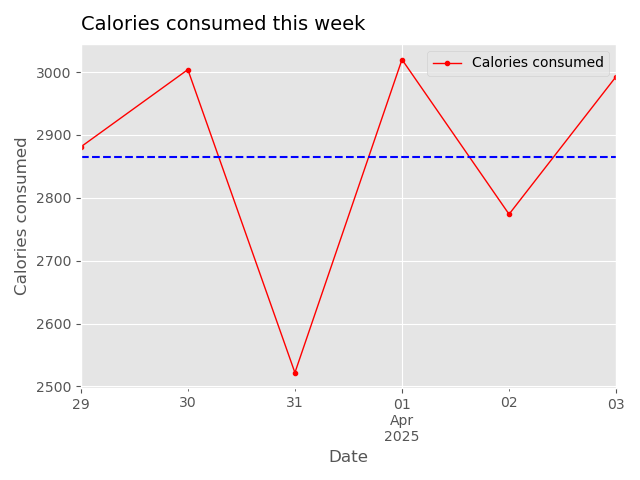 Calories consumed this week
Calories consumed
3000
2900
2800
2700
2600
2500
Calories consumed
29
30
31
01
02
03
Apr
2025
Date